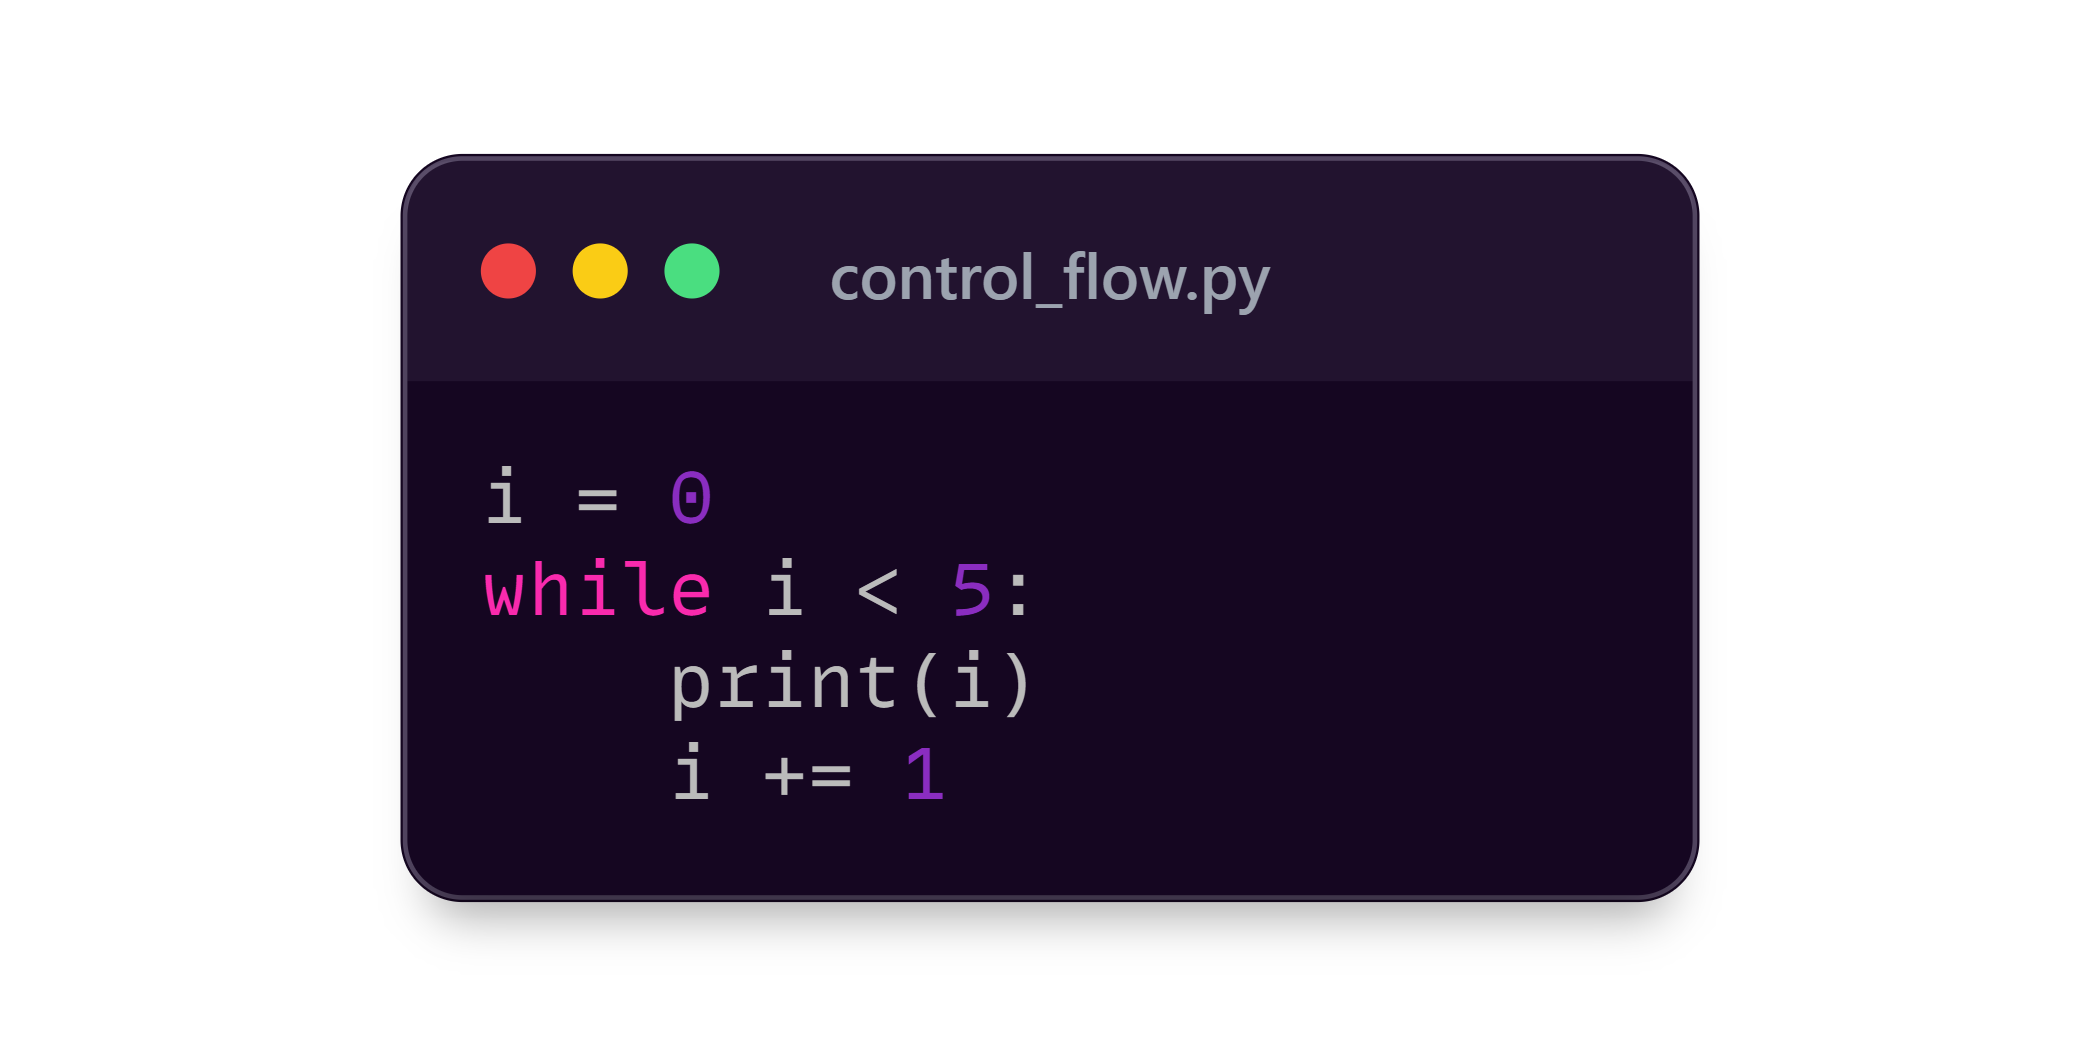 control_flow.py
i = 0
while i < 5:
    print(i)
    i += 1